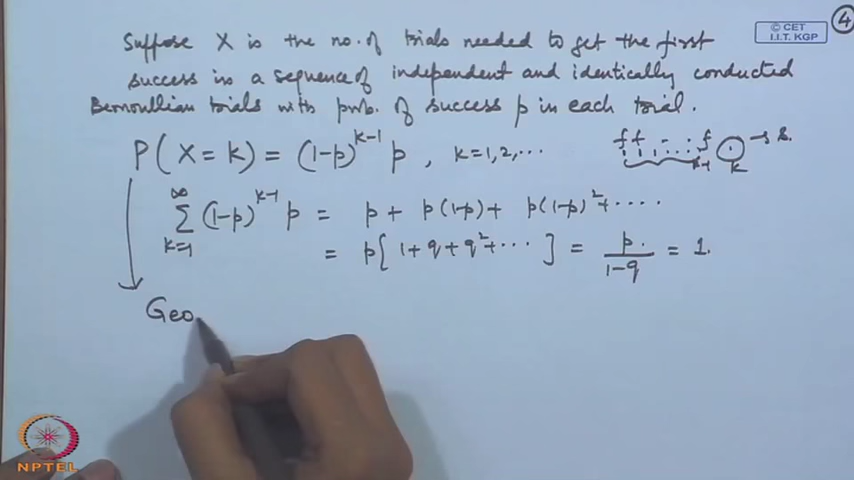 ④
© CET
I.I.T. KGP
Suppose X is the no. of trials needed to get the first
success in a sequence of independent and identically conducted
Bernoullian trials with prob. of success p in each trial.
P(X = k) = (1-p)^{k-1} p , k=1,2,... f f - .. f → s.
k-1 k
∞
∑ (1-p)^{k-1} p = p + p(1-p) + p(1-p)^2 + ....
k=1
= p[1+q+q^2+...] = p/(1-q) = 1.
Geo
NPTEL